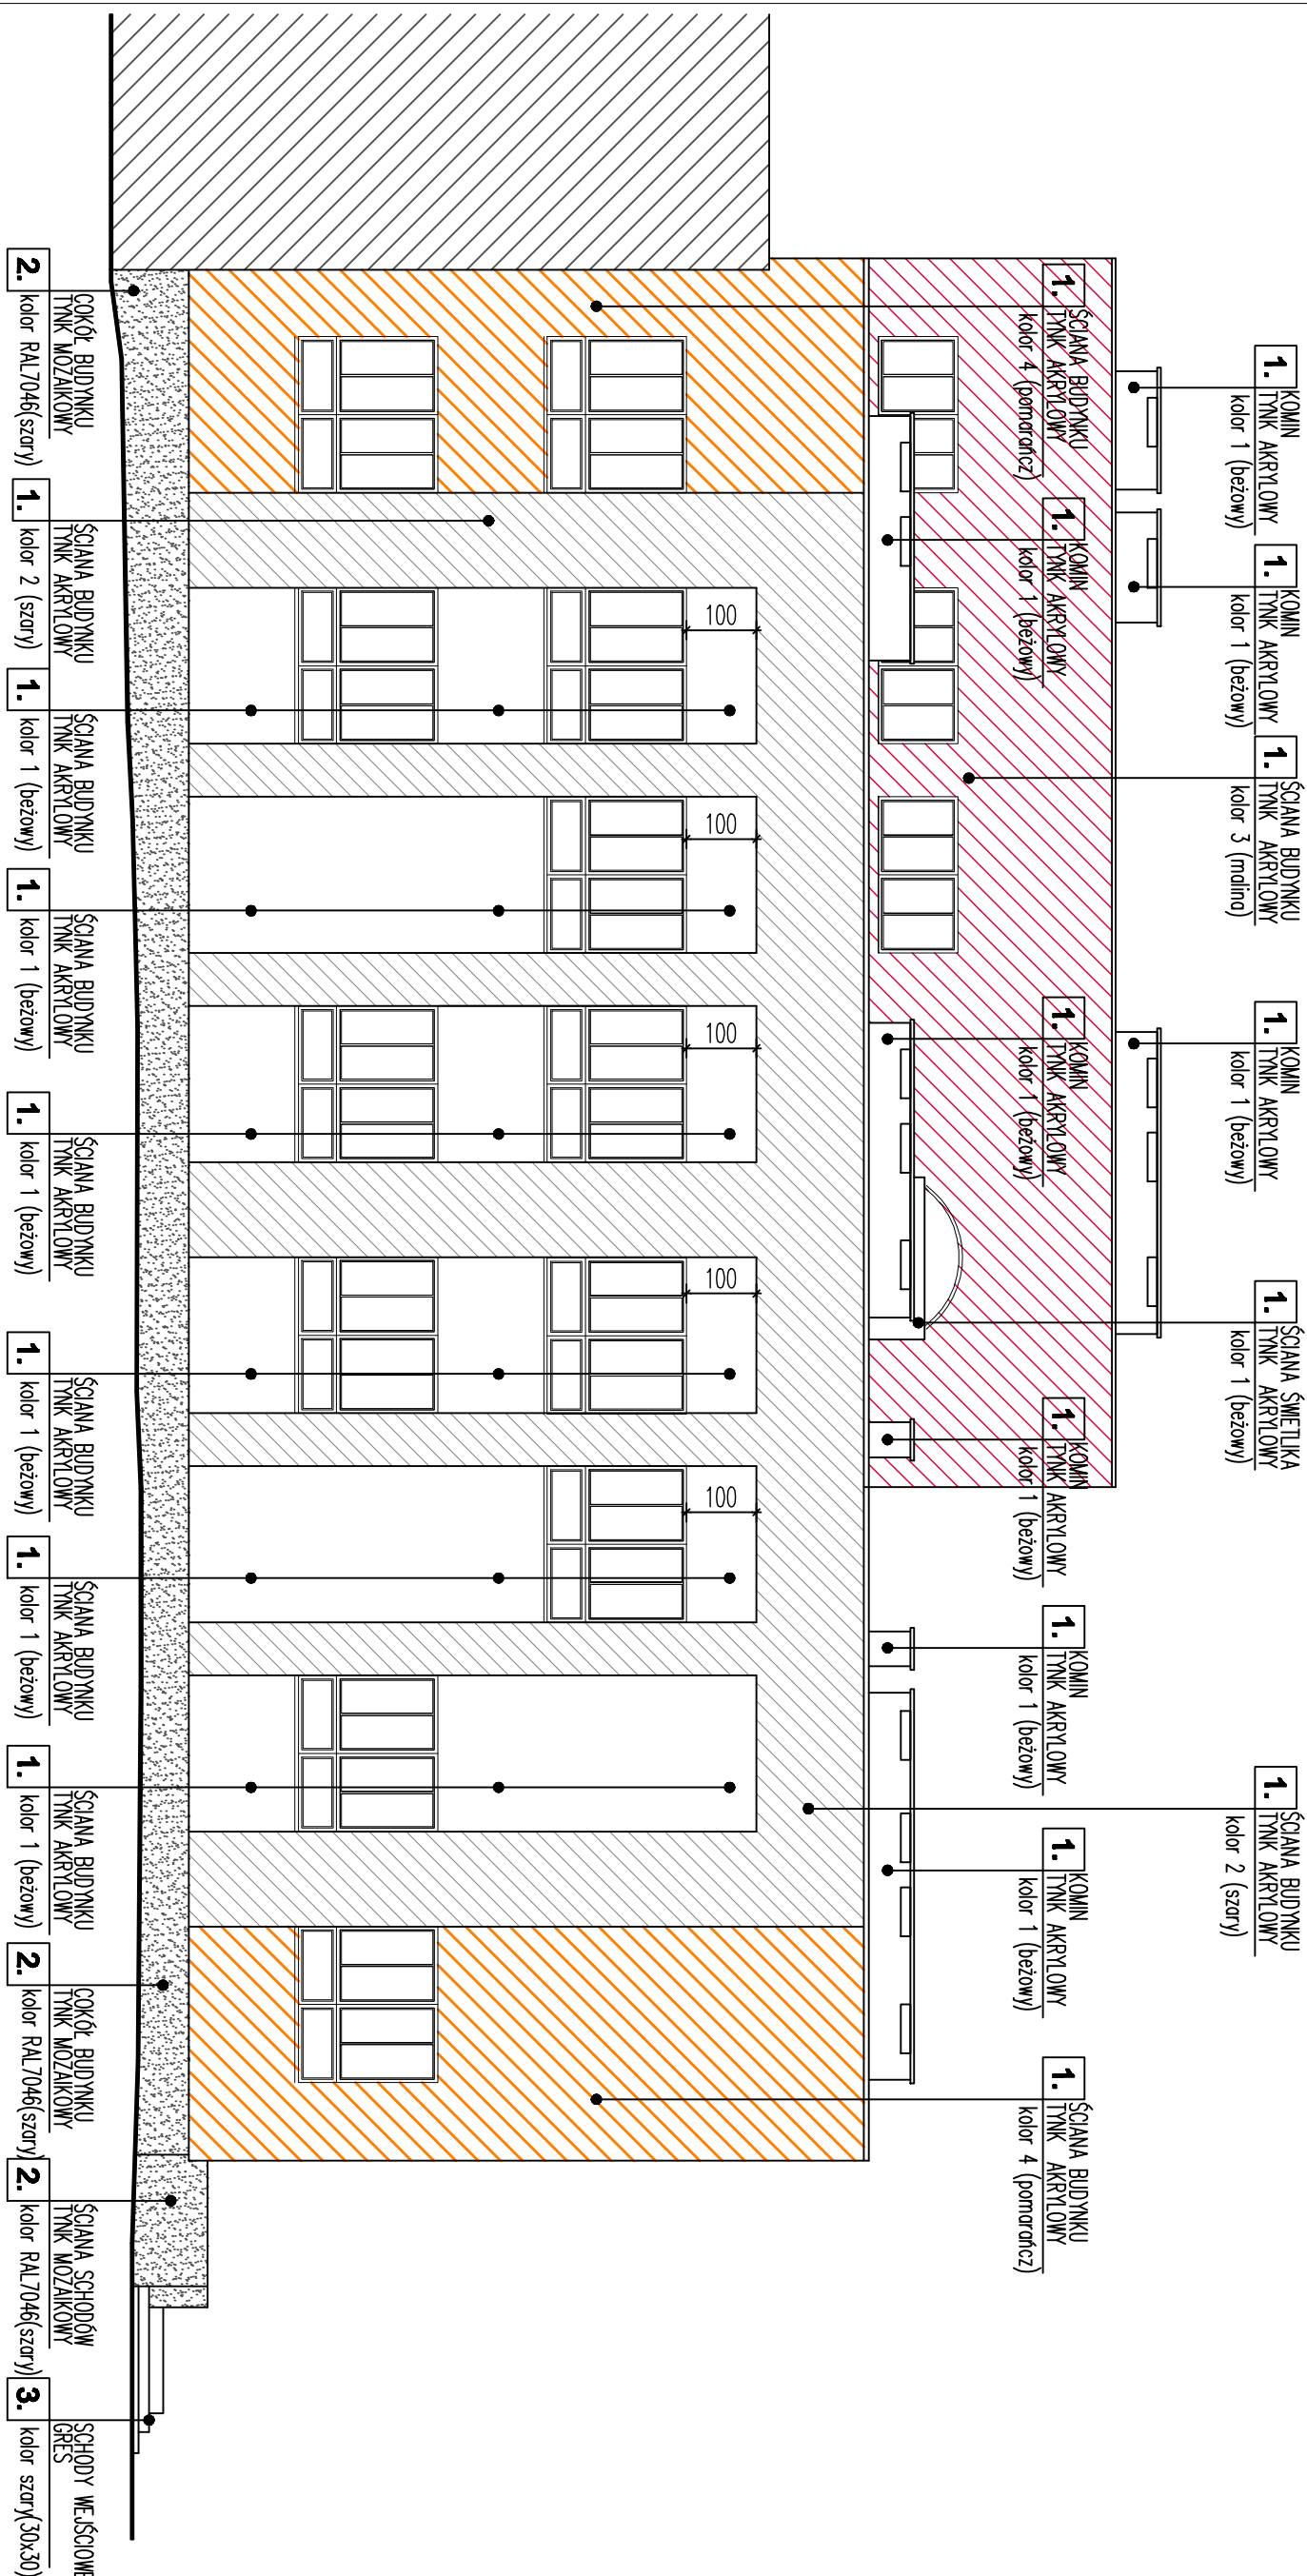 1. KOMIN
TYNK AKRYLOWY
kolor 1 (beżowy)
1. KOMIN
TYNK AKRYLOWY
kolor 1 (beżowy)
1. ŚCIANA BUDYNKU
TYNK AKRYLOWY
kolor 3 (malina)
1. KOMIN
TYNK AKRYLOWY
kolor 1 (beżowy)
1. ŚCIANA ŚWIETLIKA
TYNK AKRYLOWY
kolor 1 (beżowy)
1. ŚCIANA BUDYNKU
TYNK AKRYLOWY
kolor 2 (szary)
1. ŚCIANA BUDYNKU
TYNK AKRYLOWY
kolor 4 (pomarańcz)
1. KOMIN
TYNK AKRYLOWY
kolor 1 (beżowy)
1. KOMIN
TYNK AKRYLOWY
kolor 1 (beżowy)
1. KOMIN
TYNK AKRYLOWY
kolor 1 (beżowy)
1. KOMIN
TYNK AKRYLOWY
kolor 1 (beżowy)
1. KOMIN
TYNK AKRYLOWY
kolor 1 (beżowy)
1. ŚCIANA BUDYNKU
TYNK AKRYLOWY
kolor 4 (pomarańcz)
100
100
100
100
100
2. COKÓŁ BUDYNKU
TYNK MOZAIKOWY
kolor RAL7046(szary)
1. ŚCIANA BUDYNKU
TYNK AKRYLOWY
kolor 2 (szary)
1. ŚCIANA BUDYNKU
TYNK AKRYLOWY
kolor 1 (beżowy)
1. ŚCIANA BUDYNKU
TYNK AKRYLOWY
kolor 1 (beżowy)
1. ŚCIANA BUDYNKU
TYNK AKRYLOWY
kolor 1 (beżowy)
1. ŚCIANA BUDYNKU
TYNK AKRYLOWY
kolor 1 (beżowy)
1. ŚCIANA BUDYNKU
TYNK AKRYLOWY
kolor 1 (beżowy)
1. ŚCIANA BUDYNKU
TYNK AKRYLOWY
kolor 1 (beżowy)
2. COKÓŁ BUDYNKU
TYNK MOZAIKOWY
kolor RAL7046(szary)
2. ŚCIANA SCHODÓW
TYNK MOZAIKOWY
kolor RAL7046(szary)
3. SCHODY WEJŚCIOWE
GRES
kolor szary(30x30)